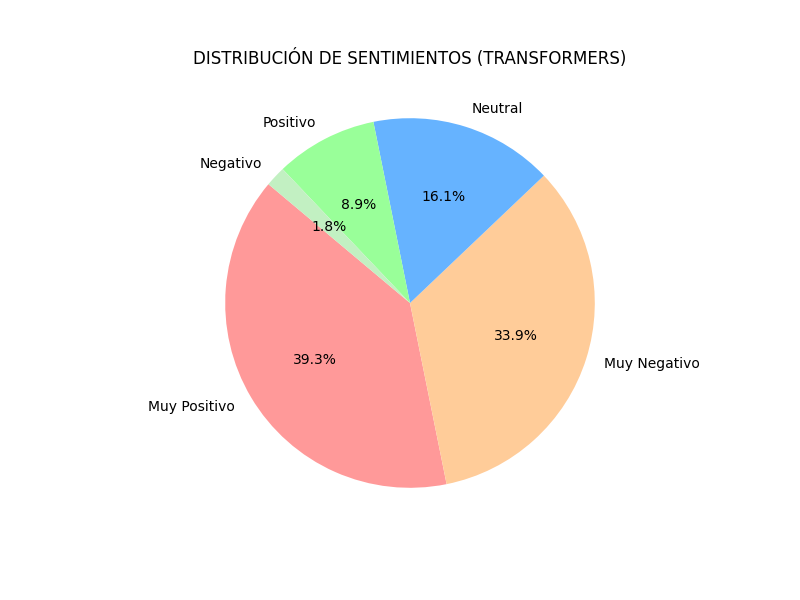 DISTRIBUCIÓN DE SENTIMIENTOS (TRANSFORMERS)
Neutral
Positivo
Negativo
16.1%
8.9%
1.8%
33.9%
39.3%
Muy Negativo
Muy Positivo